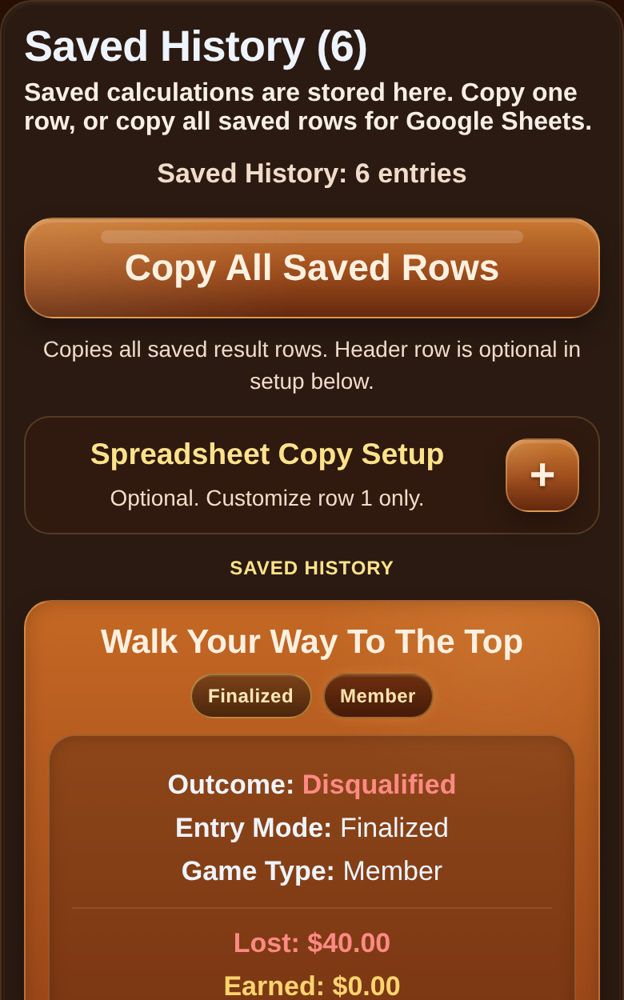 Saved History (6)
Saved calculations are stored here. Copy one
row, or copy all saved rows for Google Sheets.
Saved History: 6 entries
Copy All Saved Rows
Copies all saved result rows. Header row is optional in
setup below.
Spreadsheet Copy Setup
Optional. Customize row 1 only.
+
SAVED HISTORY
Walk Your Way To The Top
Finalized Member
Outcome: Disqualified
Entry Mode: Finalized
Game Type: Member
Lost: $40.00
Earned: $0.00